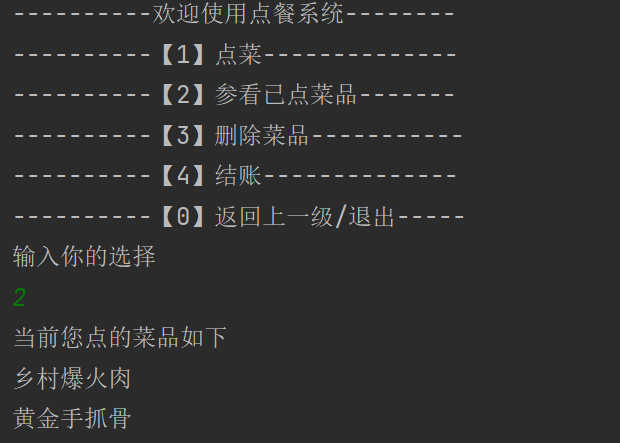 ----------欢迎使用点餐系统--------
----------【1】点菜--------------
----------【2】参看已点菜品-------
----------【3】删除菜品-----------
----------【4】结账--------------
----------【0】返回上一级/退出-----
输入你的选择
2
当前您点的菜品如下
乡村爆火肉
黄金手抓骨